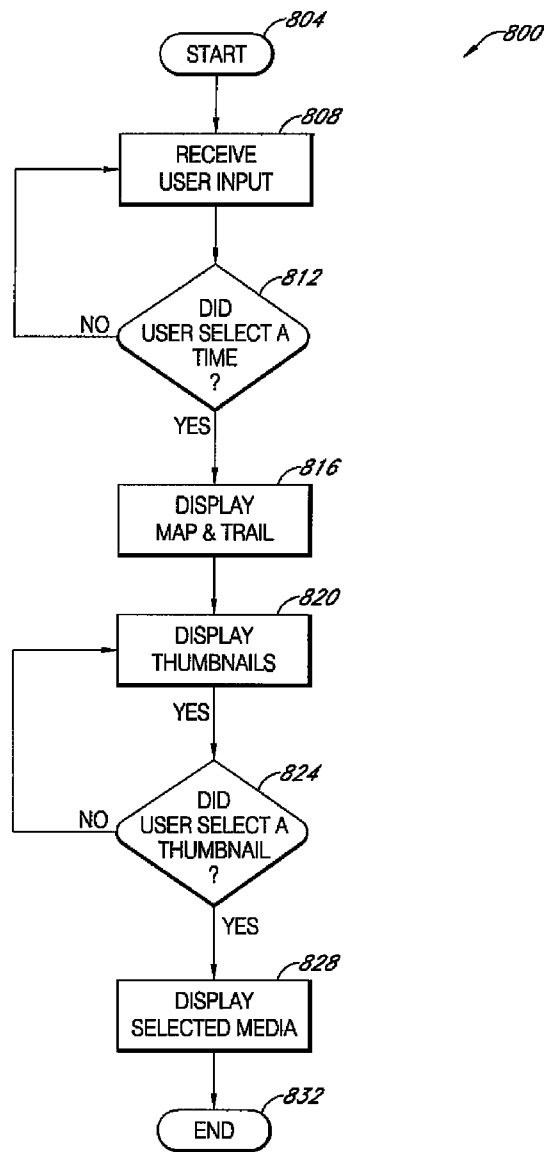 804
START
800
808
RECEIVE
USER INPUT
812
DID
USER SELECT A
TIME
?
NO
YES
816
DISPLAY
MAP & TRAIL
820
DISPLAY
THUMBNAILS
YES
824
DID
USER SELECT A
THUMBNAIL
?
NO
YES
828
DISPLAY
SELECTED MEDIA
832
END